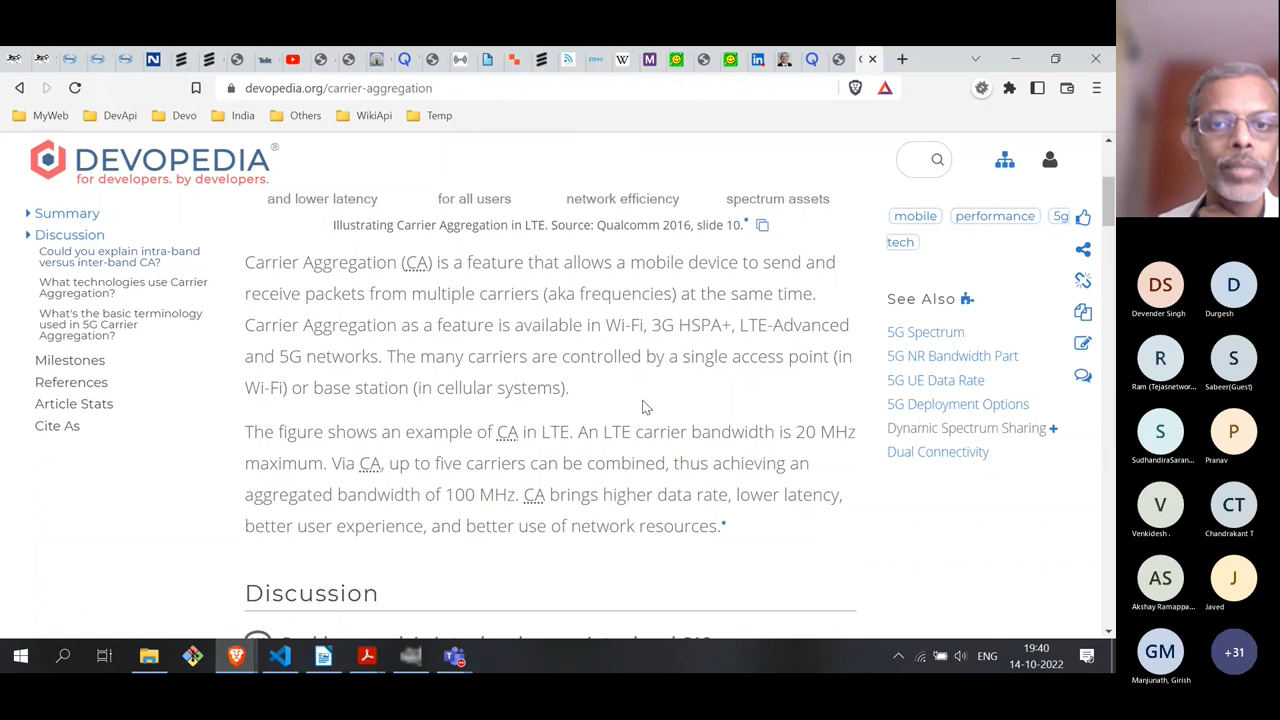 devopedia.org/carrier-aggregation
MyWeb
DevApi
Devo
India
Others
WikiApi
Temp
DEVOPEDIA®
for developers. by developers.
Summary
Discussion
Could you explain intra-band
versus inter-band CA?
What technologies use Carrier
Aggregation?
What's the basic terminology
used in 5G Carrier
Aggregation?
Milestones
References
Article Stats
Cite As
and lower latency
for all users
network efficiency
spectrum assets
Illustrating Carrier Aggregation in LTE. Source: Qualcomm 2016, slide 10.*
Carrier Aggregation (CA) is a feature that allows a mobile device to send and
receive packets from multiple carriers (aka frequencies) at the same time.
Carrier Aggregation as a feature is available in Wi-Fi, 3G HSPA+, LTE-Advanced
and 5G networks. The many carriers are controlled by a single access point (in
Wi-Fi) or base station (in cellular systems).
The figure shows an example of CA in LTE. An LTE carrier bandwidth is 20 MHz
maximum. Via CA, up to five carriers can be combined, thus achieving an
aggregated bandwidth of 100 MHz. CA brings higher data rate, lower latency,
better user experience, and better use of network resources.*
Discussion
mobile
performance
5g
tech
See Also
5G Spectrum
5G NR Bandwidth Part
5G UE Data Rate
5G Deployment Options
Dynamic Spectrum Sharing +
Dual Connectivity
ENG
19:40
14-10-2022
DS
Devender Singh
D
Durgesh
R
Ram (Tejasnetwor...
S
Sabeer(Guest)
S
SudhandiraSaran...
P
Pranav
V
Venkidesh .
CT
Chandrakant T
AS
Akshay Ramappa...
J
Javed
GM
Manjunath, Girish
+31